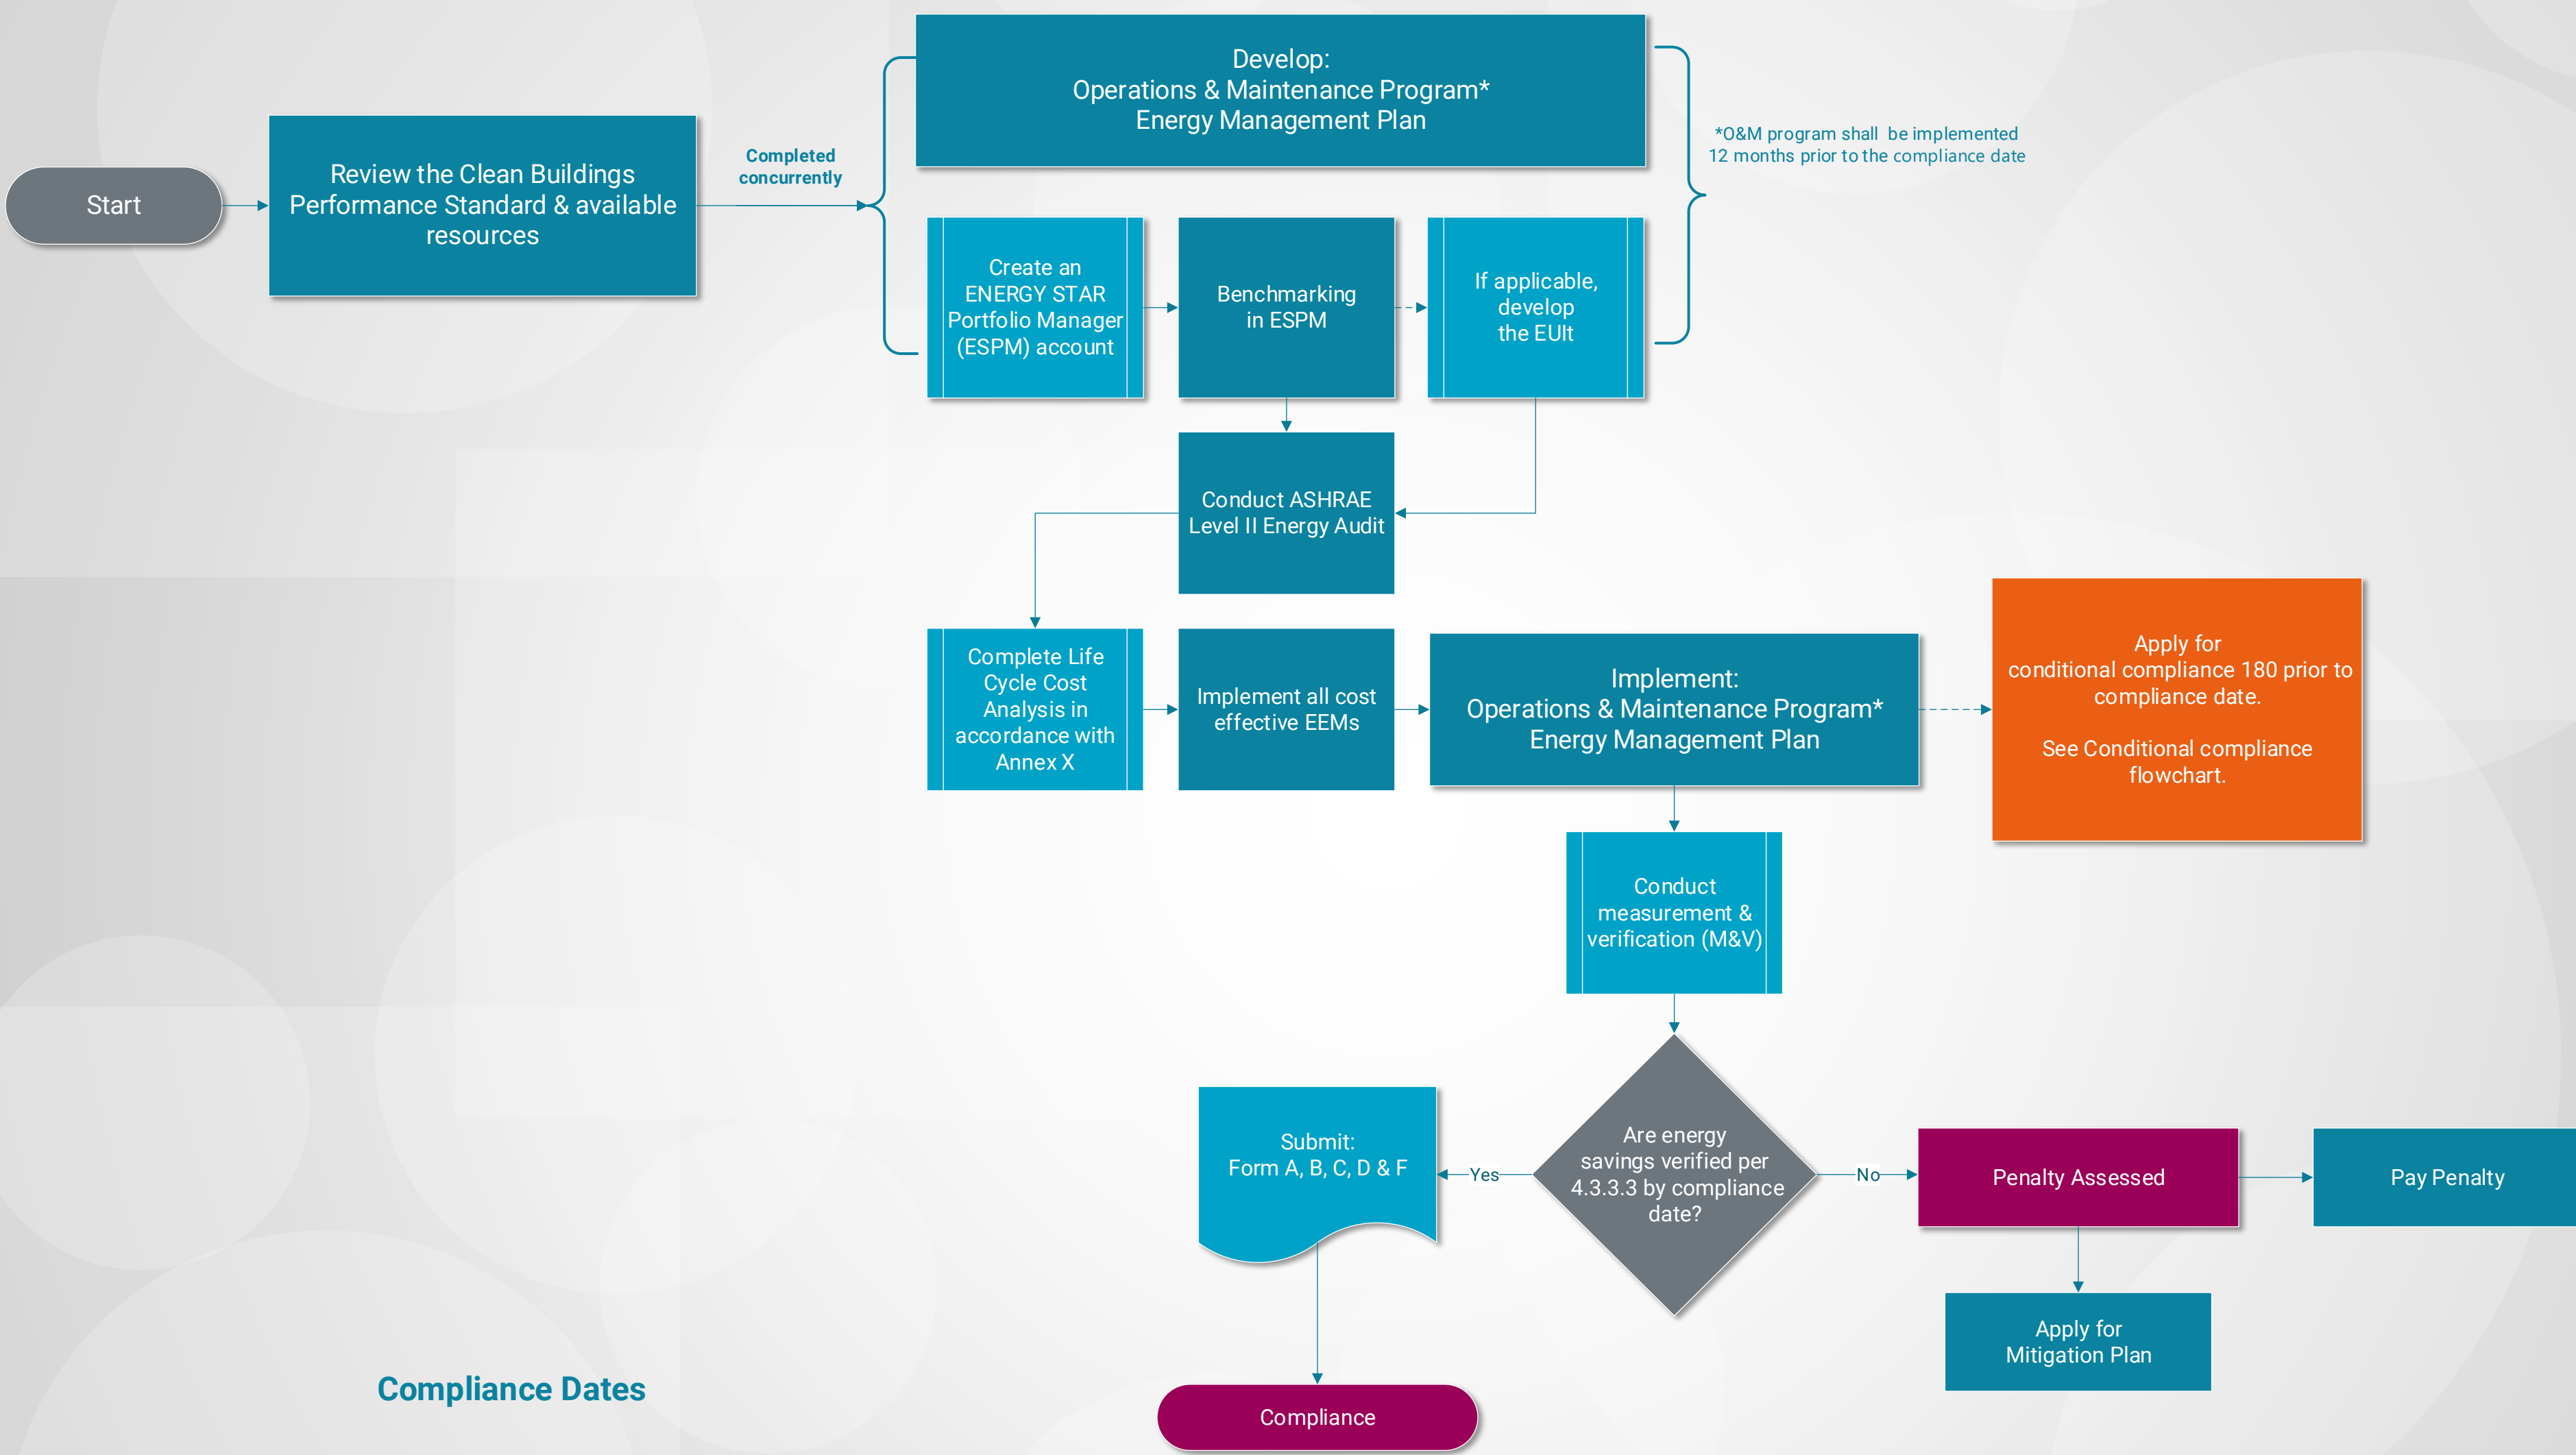 Start
Review the Clean Buildings
Performance Standard & available
resources
Completed
concurrently
Develop:
Operations & Maintenance Program*
Energy Management Plan
*O&M program shall be implemented
12 months prior to the compliance date
Create an
ENERGY STAR
Portfolio Manager
(ESPM) account
Benchmarking
in ESPM
If applicable,
develop
the EUIt
Conduct ASHRAE
Level II Energy Audit
Complete Life
Cycle Cost
Analysis in
accordance with
Annex X
Implement all cost
effective EEMs
Implement:
Operations & Maintenance Program*
Energy Management Plan
Apply for
conditional compliance 180 prior to
compliance date.
See Conditional compliance
flowchart.
Conduct
measurement &
verification (M&V)
Are energy
savings verified per
4.3.3.3 by compliance
date?
Yes
No
Submit:
Form A, B, C, D & F
Penalty Assessed
Pay Penalty
Apply for
Mitigation Plan
Compliance
Compliance Dates